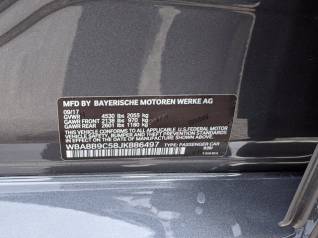 MFD BY BAYERISCHE MOTOREN WERKE AG
09/17
GVWR 4530 lbs 2055 kg
GAWR FRONT 2138 lbs 970 kg
GAWR REAR 2601 lbs 1180 kg
THIS VEHICLE CONFORMS TO ALL APPLICABLE U.S. FEDERAL MOTOR
VEHICLE SAFETY, BUMPER AND THEFT PREVENTION STANDARDS IN
EFFECT ON THE DATE OF MANUFACTURE SHOWN ABOVE.
WBA8B9C5BJKBB6497 TYPE: PASSENGER CAR